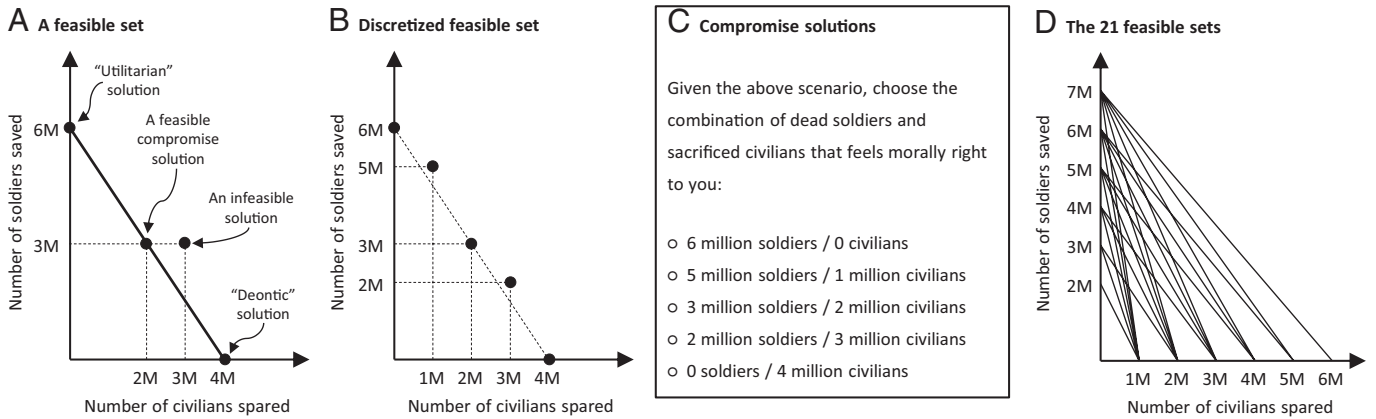 A A feasible set
Number of soldiers saved
"Utilitarian"
solution
A feasible
compromise
solution
An infeasible
solution
"Deontic"
solution
6M
3M
2M 3M 4M
Number of civilians spared
B Discretized feasible set
Number of soldiers saved
6M
5M
3M
2M
1M 2M 3M 4M
Number of civilians spared
C Compromise solutions
Given the above scenario, choose the
combination of dead soldiers and
sacrificed civilians that feels morally right
to you:
6 million soldiers / 0 civilians
5 million soldiers / 1 million civilians
3 million soldiers / 2 million civilians
2 million soldiers / 3 million civilians
0 soldiers / 4 million civilians
D The 21 feasible sets
Number of soldiers saved
7M
6M
5M
4M
3M
2M
1M 2M 3M 4M 5M 6M
Number of civilians spared